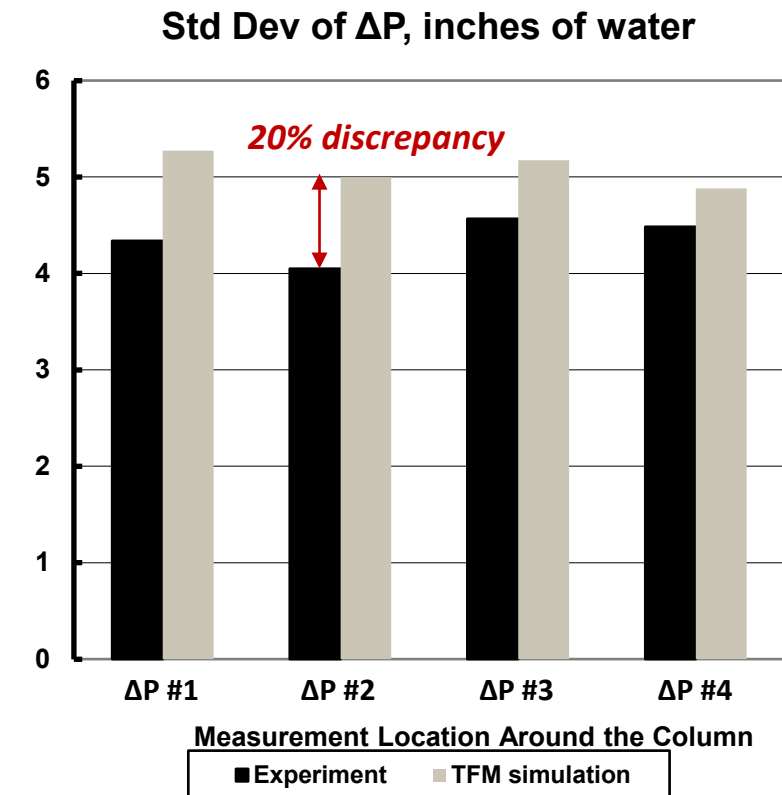 Std Dev of ΔP, inches of water
6
20% discrepancy
5
4
3
2
1
0
ΔP #1 ΔP #2 ΔP #3 ΔP #4
Measurement Location Around the Column
Experiment TFM simulation